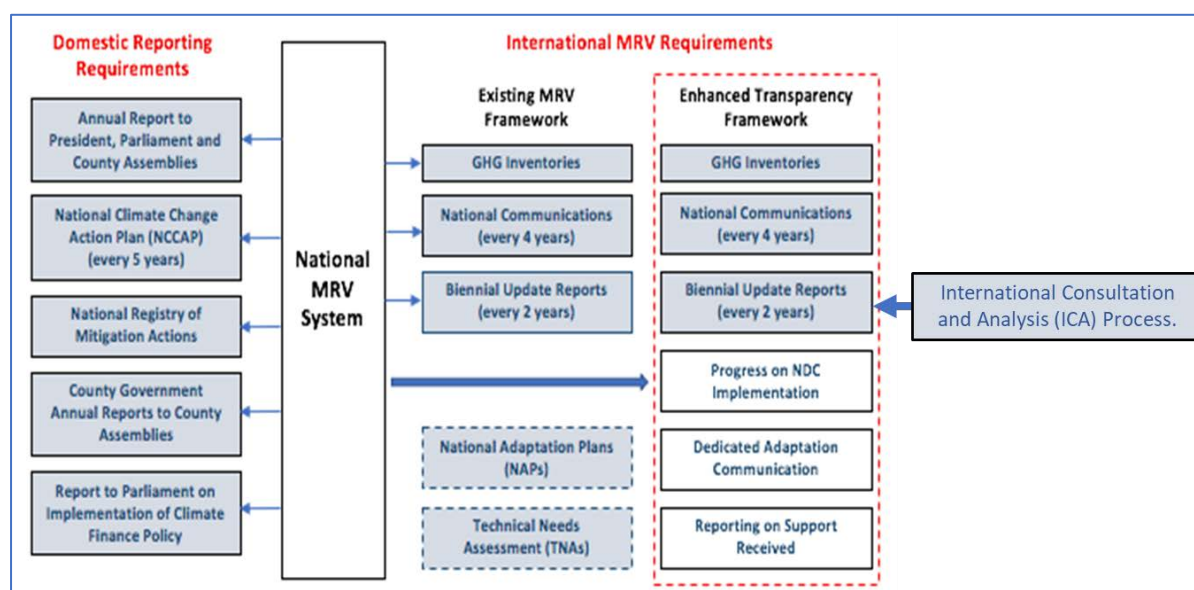 Domestic Reporting
Requirements
Annual Report to
President, Parliament and
County Assemblies
National Climate Change
Action Plan (NCCAP)
(every 5 years)
National Registry of
Mitigation Actions
County Government
Annual Reports to County
Assemblies
Report to Parliament on
Implementation of Climate
Finance Policy
National
MRV
System
International MRV Requirements
Existing MRV
Framework
GHG Inventories
National Communications
(every 4 years)
Biennial Update Reports
(every 2 years)
National Adaptation Plans
(NAPs)
Technical Needs
Assessment (TNAs)
Enhanced Transparency
Framework
GHG Inventories
National Communications
(every 4 years)
Biennial Update Reports
(every 2 years)
Progress on NDC
Implementation
Dedicated Adaptation
Communication
Reporting on Support
Received
International Consultation
and Analysis (ICA) Process.